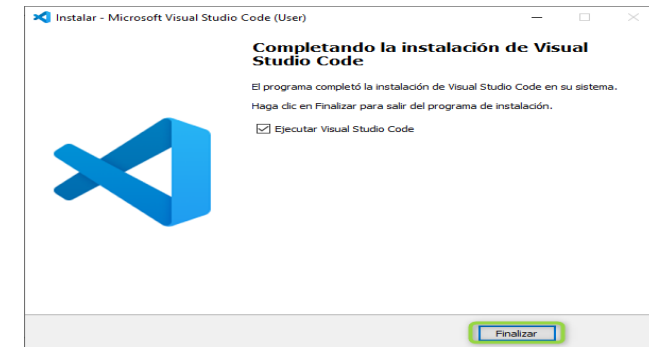 Instalar - Microsoft Visual Studio Code (User)
Completando la instalación de Visual
Studio Code
El programa completó la instalación de Visual Studio Code en su sistema.
Haga clic en Finalizar para salir del programa de instalación.
Ejecutar Visual Studio Code
Finalizar